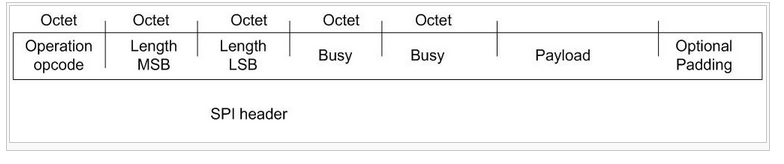 Octet Octet Octet Octet Octet
Operation opcode Length MSB Length LSB Busy Busy Payload Optional Padding
SPI header